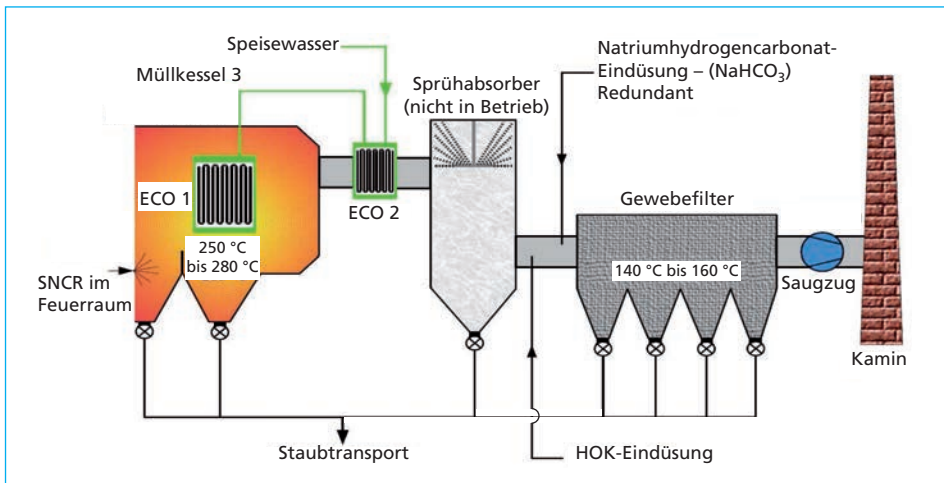 Speisewasser
Müllkessel 3
Sprühabsorber
(nicht in Betrieb)
Natriumhydrogencarbonat-
Eindüsung – (NaHCO₃)
Redundant
ECO 1
ECO 2
250 °C
bis 280 °C
SNCR im
Feuerraum
Gewebefilter
140 °C bis 160 °C
Saugzug
Kamin
Staubtransport
HOK-Eindüsung